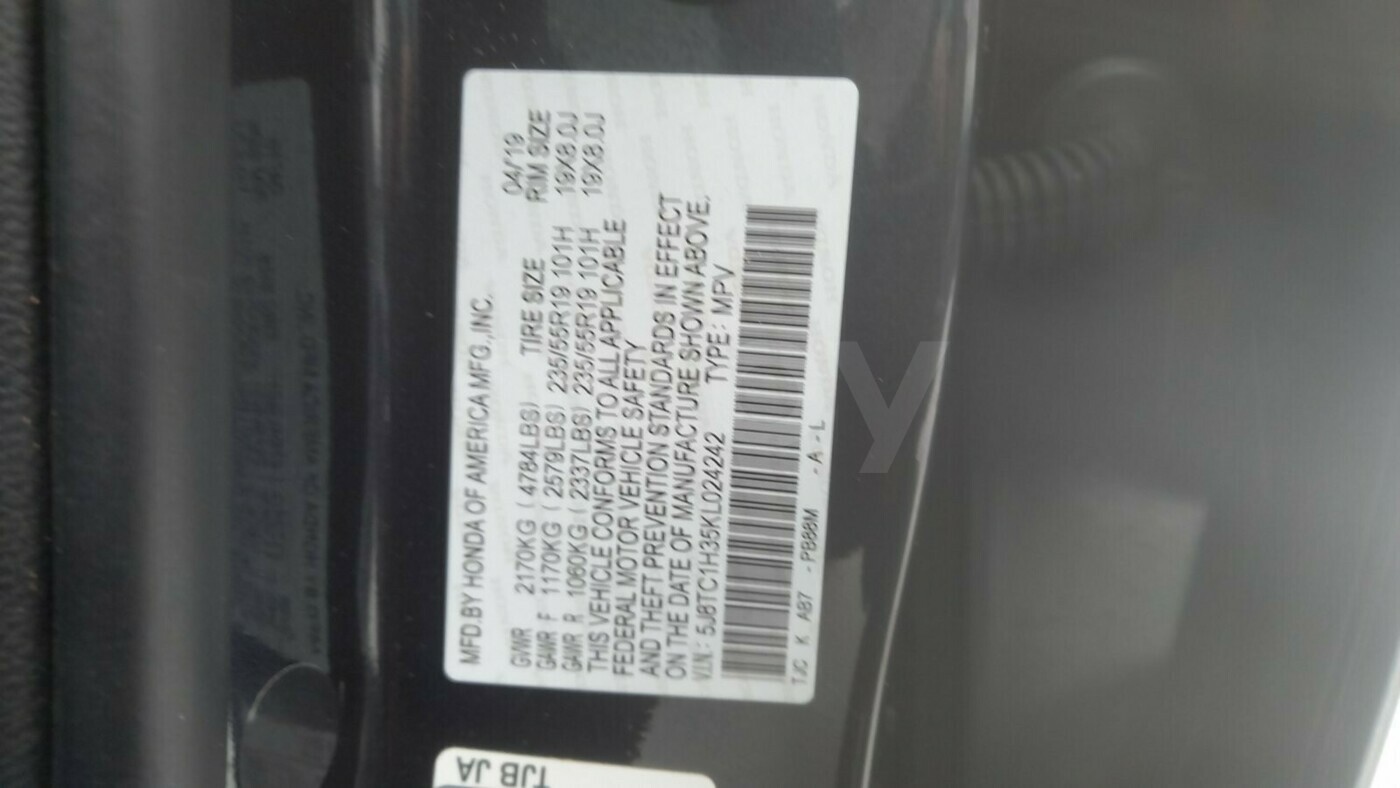 MFD.BY HONDA OF AMERICA MFG.,INC.
04/19
GVWR 2170KG ( 4784LBS) TIRE SIZE RIM SIZE
GAWR F 1170KG ( 2579LBS) 235/55R19 101H 19X8.0J
GAWR R 1060KG ( 2337LBS) 235/55R19 101H 19X8.0J
THIS VEHICLE CONFORMS TO ALL APPLICABLE
FEDERAL MOTOR VEHICLE SAFETY
AND THEFT PREVENTION STANDARDS IN EFFECT
ON THE DATE OF MANUFACTURE SHOWN ABOVE.
V.I.N.: 5J8TC1H35KL024242 TYPE: MPV
TJC K A87 -PB88M -A-L
TJB JA